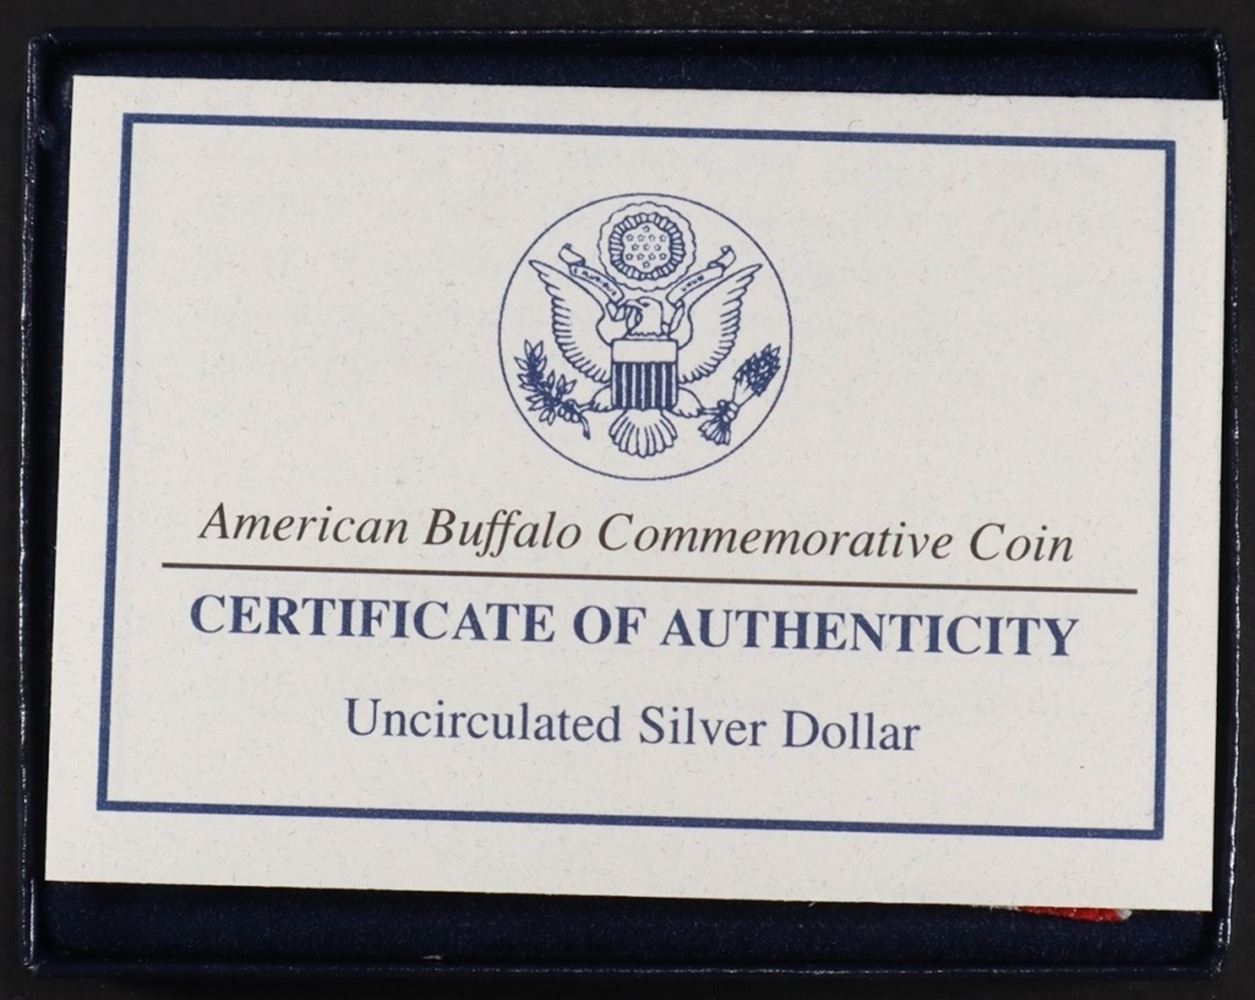 American Buffalo Commemorative Coin
CERTIFICATE OF AUTHENTICITY
Uncirculated Silver Dollar